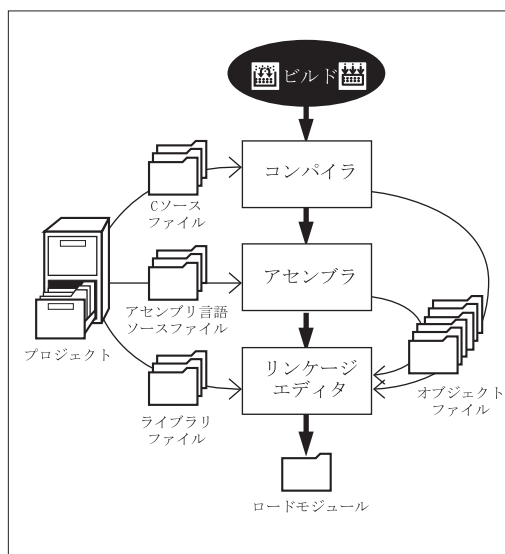 ビルド
コンパイラ
Cソース
ファイル
アセンブラ
アセンブリ言語
ソースファイル
プロジェクト
リンケージ
エディタ
オブジェクト
ファイル
ライブラリ
ファイル
ロードモジュール